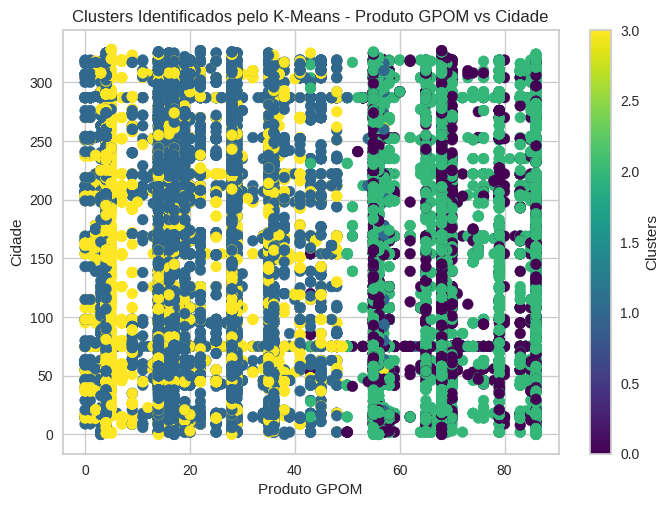 Clusters Identificados pelo K-Means - Produto GPOM vs Cidade
300
250
200
150
100
50
0
Cidade
0 20 40 60 80
Produto GPOM
3.0
2.5
2.0
1.5
1.0
0.5
0.0
Clusters